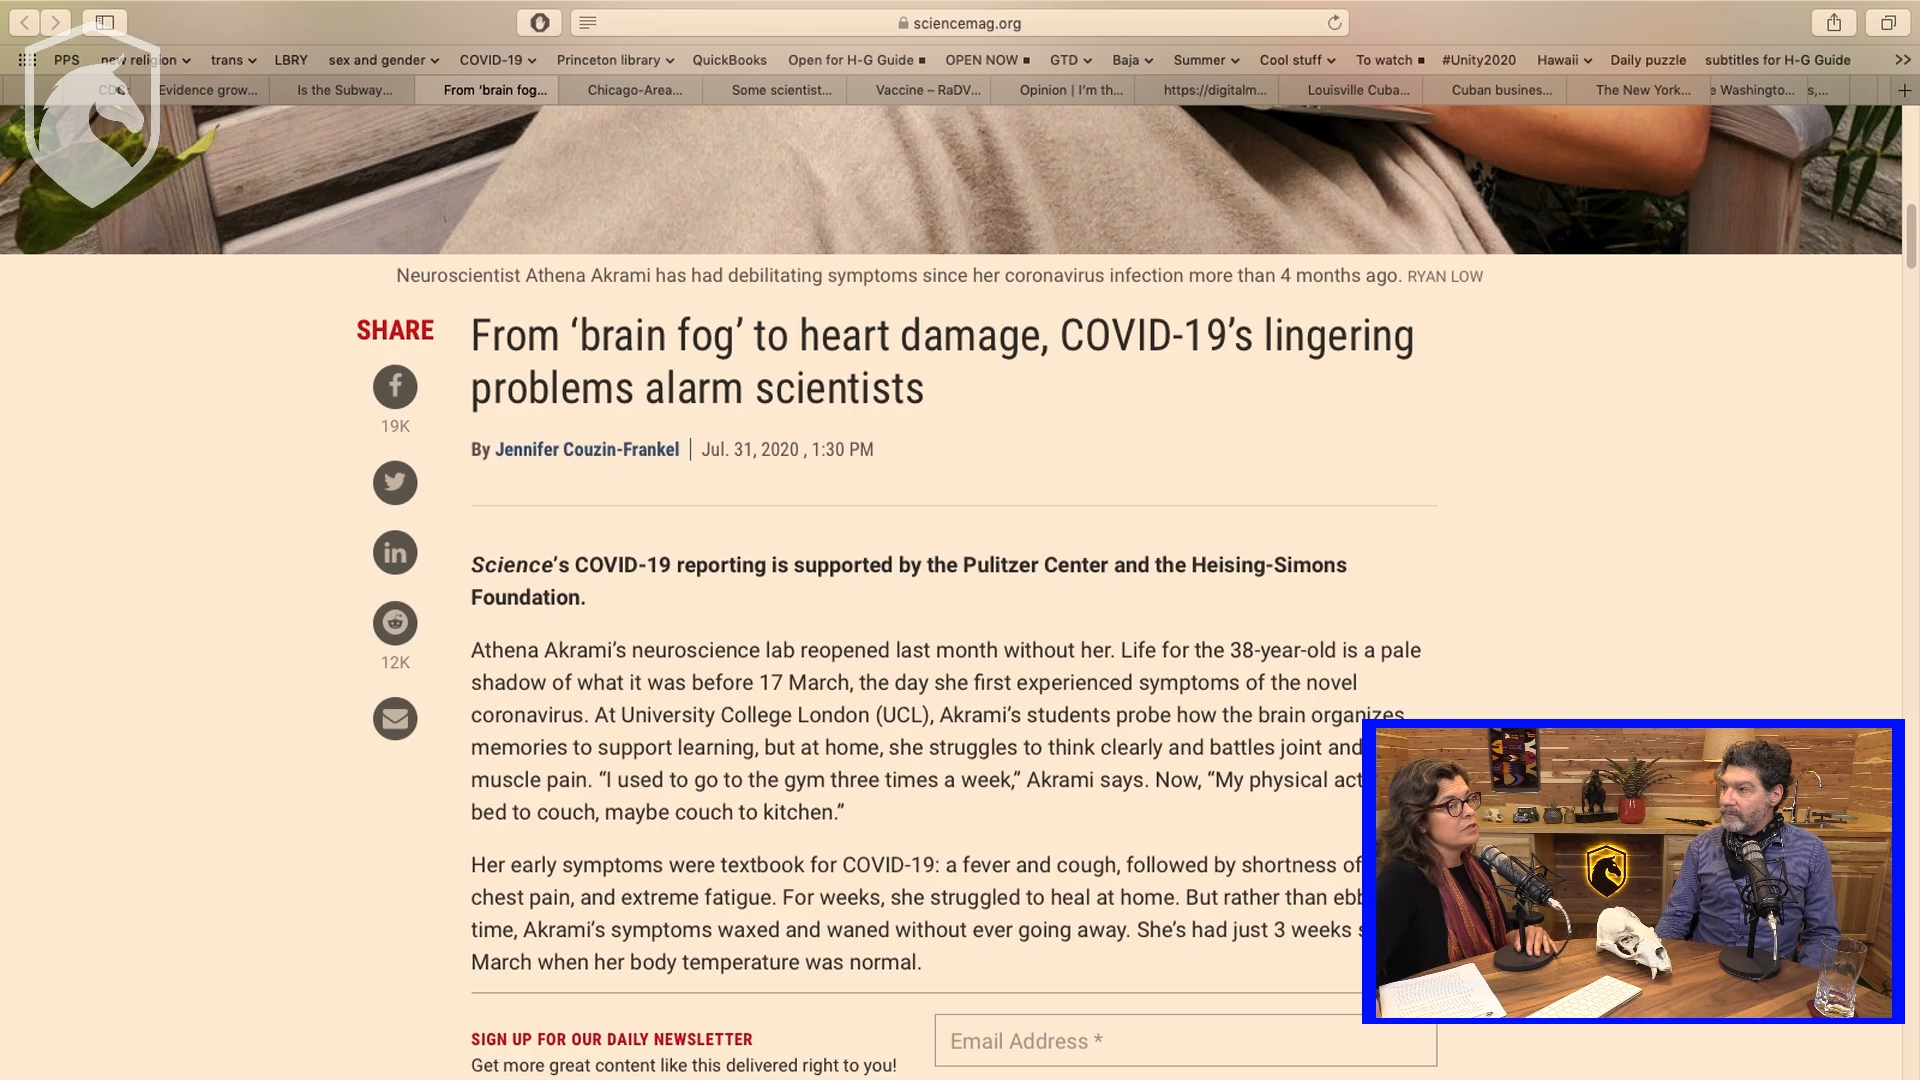 sciencemag.org
PPS new religion trans LBRY sex and gender COVID-19 Princeton library QuickBooks Open for H-G Guide OPEN NOW GTD Baja Summer Cool stuff To watch #Unity2020 Hawaii Daily puzzle subtitles for H-G Guide
CDC Evidence grow... Is the Subway... From ‘brain fog... Chicago-Area... Some scientist... Vaccine – RaDV... Opinion | I’m th... https://digitalm... Louisville Cuba... Cuban busines... The New York... e Washingto... s,...
Neuroscientist Athena Akrami has had debilitating symptoms since her coronavirus infection more than 4 months ago. RYAN LOW
SHARE
From ‘brain fog’ to heart damage, COVID-19’s lingering
problems alarm scientists
19K
By Jennifer Couzin-Frankel | Jul. 31, 2020 , 1:30 PM
Science’s COVID-19 reporting is supported by the Pulitzer Center and the Heising-Simons
Foundation.
12K
Athena Akrami’s neuroscience lab reopened last month without her. Life for the 38-year-old is a pale
shadow of what it was before 17 March, the day she first experienced symptoms of the novel
coronavirus. At University College London (UCL), Akrami’s students probe how the brain organizes
memories to support learning, but at home, she struggles to think clearly and battles joint and
muscle pain. “I used to go to the gym three times a week,” Akrami says. Now, “My physical act
bed to couch, maybe couch to kitchen.”
Her early symptoms were textbook for COVID-19: a fever and cough, followed by shortness of
chest pain, and extreme fatigue. For weeks, she struggled to heal at home. But rather than ebb
time, Akrami’s symptoms waxed and waned without ever going away. She’s had just 3 weeks s
March when her body temperature was normal.
SIGN UP FOR OUR DAILY NEWSLETTER
Get more great content like this delivered right to you!
Email Address *